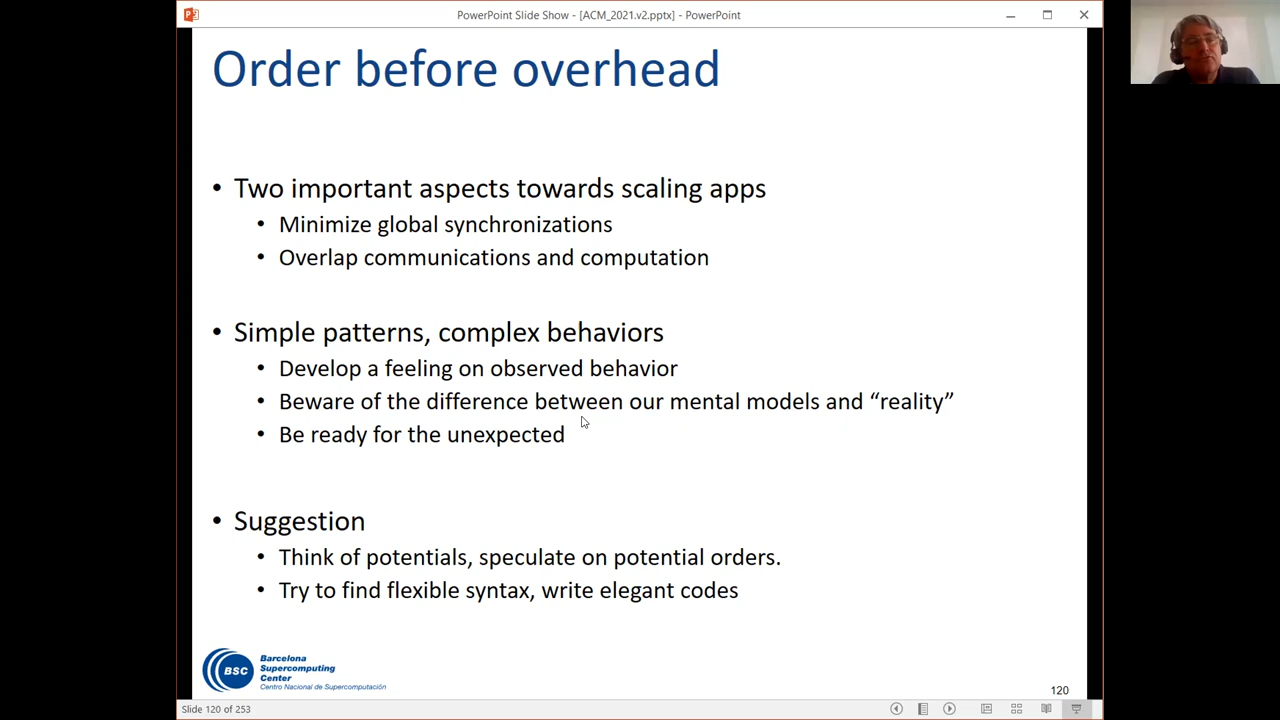 PowerPoint Slide Show - [ACM_2021.v2.pptx] - PowerPoint
Order before overhead
• Two important aspects towards scaling apps
• Minimize global synchronizations
• Overlap communications and computation
• Simple patterns, complex behaviors
• Develop a feeling on observed behavior
• Beware of the difference between our mental models and “reality”
• Be ready for the unexpected
• Suggestion
• Think of potentials, speculate on potential orders.
• Try to find flexible syntax, write elegant codes
BSC
Barcelona
Supercomputing
Center
Centro Nacional de Supercomputación
120
Slide 120 of 253